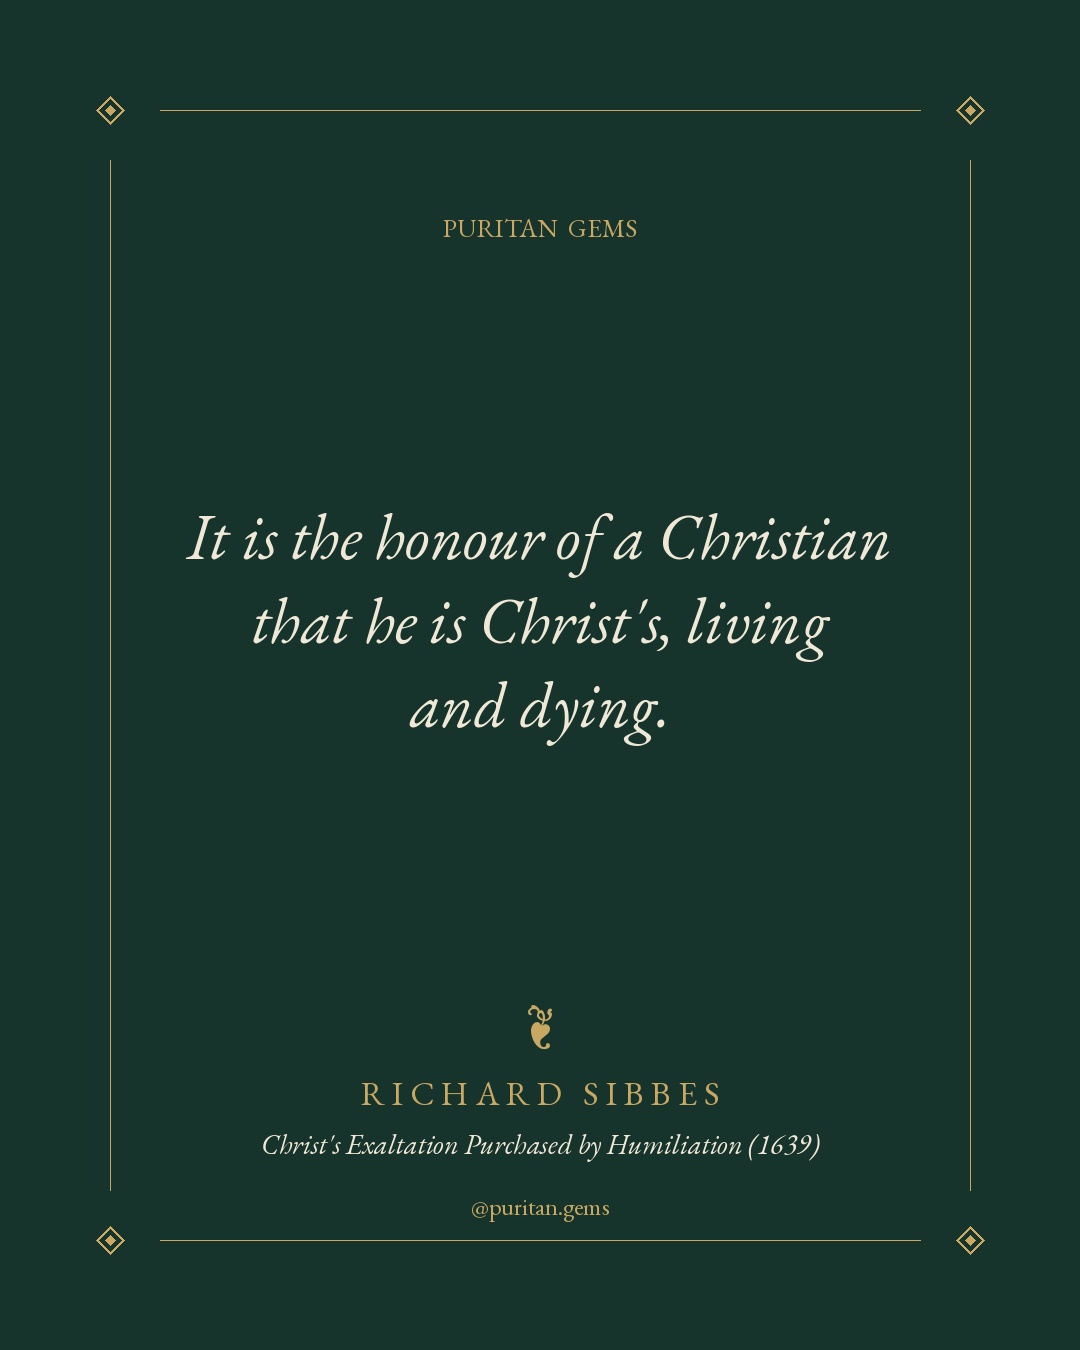 PURITAN GEMS
It is the honour of a Christian
that he is Christ's, living
and dying.
RICHARD SIBBES
Christ's Exaltation Purchased by Humiliation (1639)
@puritan.gems